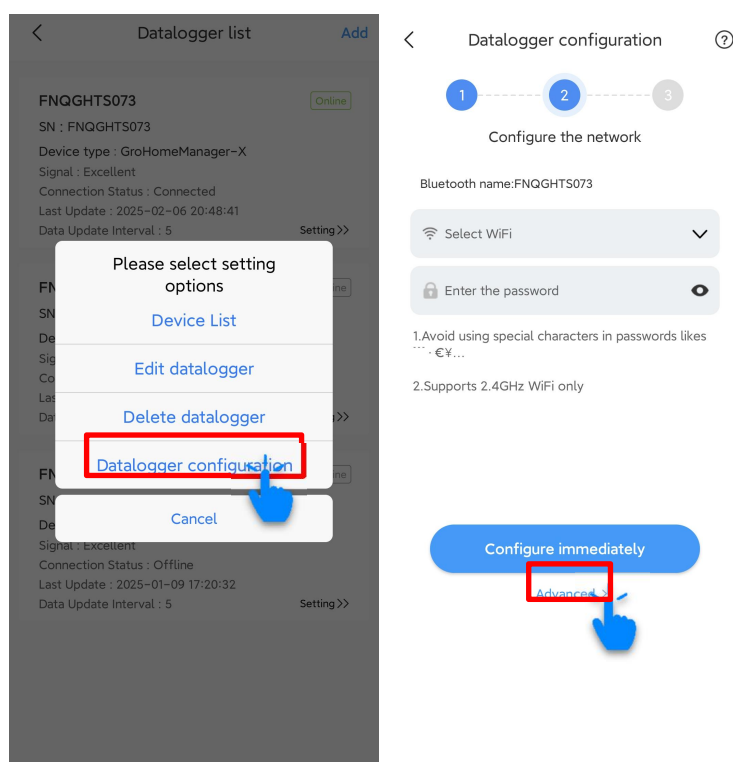 Datalogger list
Add
FNQGHTS073
Online
SN : FNQGHTS073
Device type : GroHomeManager-X
Signal : Excellent
Connection Status : Connected
Last Update : 2025-02-06 20:48:41
Data Update Interval : 5
Setting>>
Please select setting
options
Device List
Edit datalogger
Delete datalogger
Datalogger configuration
Cancel
SN
De
Signal : Excellent
Connection Status : Offline
Last Update : 2025-01-09 17:20:32
Data Update Interval : 5
Setting>>
Datalogger configuration
?
1
2
3
Configure the network
Bluetooth name:FNQGHTS073
Select WiFi
Enter the password
1.Avoid using special characters in passwords likes
``` · €¥...
2.Supports 2.4GHz WiFi only
Configure immediately
Advanced >